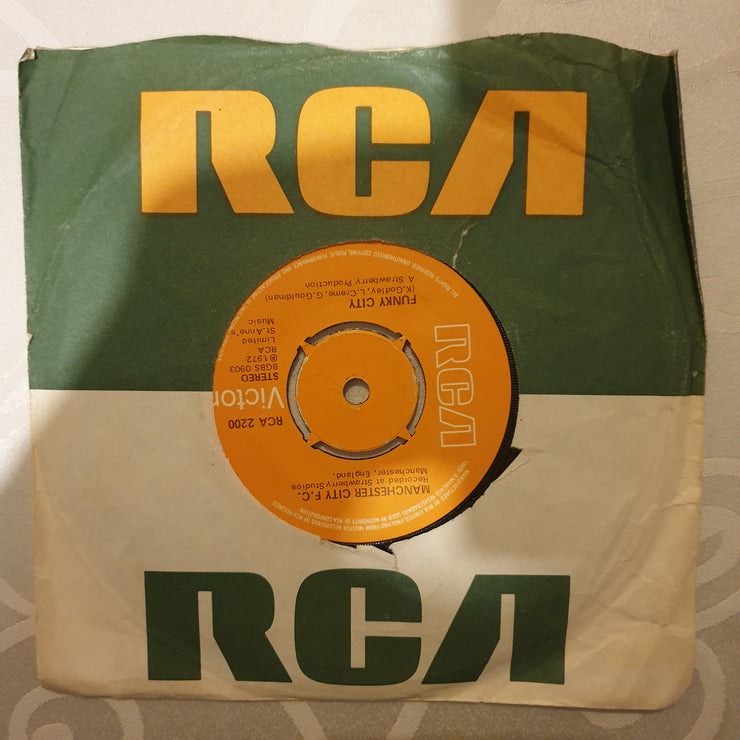 RCA
RCA
Victor
RCA 2200
STEREO
BGBS 0903
℗1972
RCA
Limited
St.Anne's
Music
FUNKY CITY
(K.Godley, L.Creme, G.Gouldman)
A Strawberry Production
MANCHESTER CITY F.C.
Recorded at Strawberry Studios
Manchester, England.
RCA